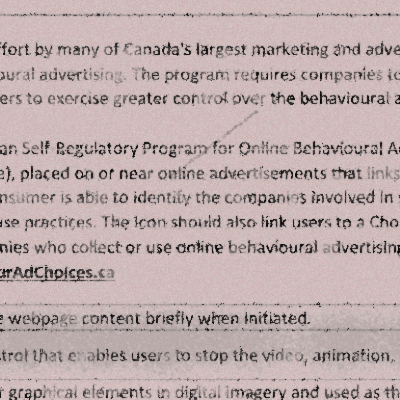 ffort by many of Canada's largest marketing and adve
oural advertising. The program requires companies to
ers to exercise greater control over the behavioural a
an Self-Regulatory Program for Online Behavioural A
e), placed on or near online advertisements that links
nsumer is able to identify the companies involved in
use practices. The Icon should also link users to a Cho
nies who collect or use online behavioural advertising
urAdChoices.ca
e webpage content briefly when initiated.
strol that enables users to stop the video, animation,
r graphical elements in digital imagery and used as th